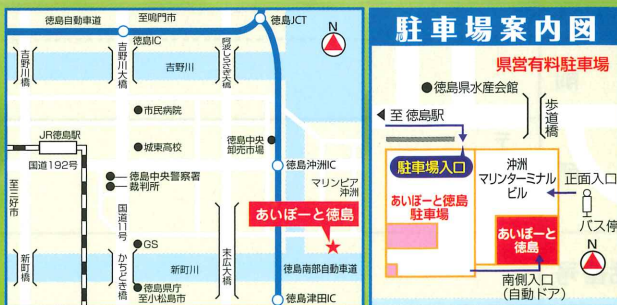 徳島自動車道
至鳴門市
徳島JCT
徳島IC
吉野川橋
吉野川大橋
吉野川
阿波しらさぎ大橋
N
市民病院
JR徳島駅
城東高校
徳島中央
卸売市場
国道192号
徳島沖洲IC
徳島中央警察署
裁判所
マリンピア
沖洲
至三好市
国道11号
あいぽーと徳島
GS
新町橋
かちどき橋
新町川
末広大橋
徳島南部自動車道
徳島県庁
至小松島市
徳島津田IC
駐車場案内図
県営有料駐車場
徳島県水産会館
至 徳島駅
歩道橋
駐車場入口
沖洲
マリンターミナル
ビル
正面入口
あいぽーと徳島
駐車場
バス停
あいぽーと
徳島
N
南側入口
(自動ドア)